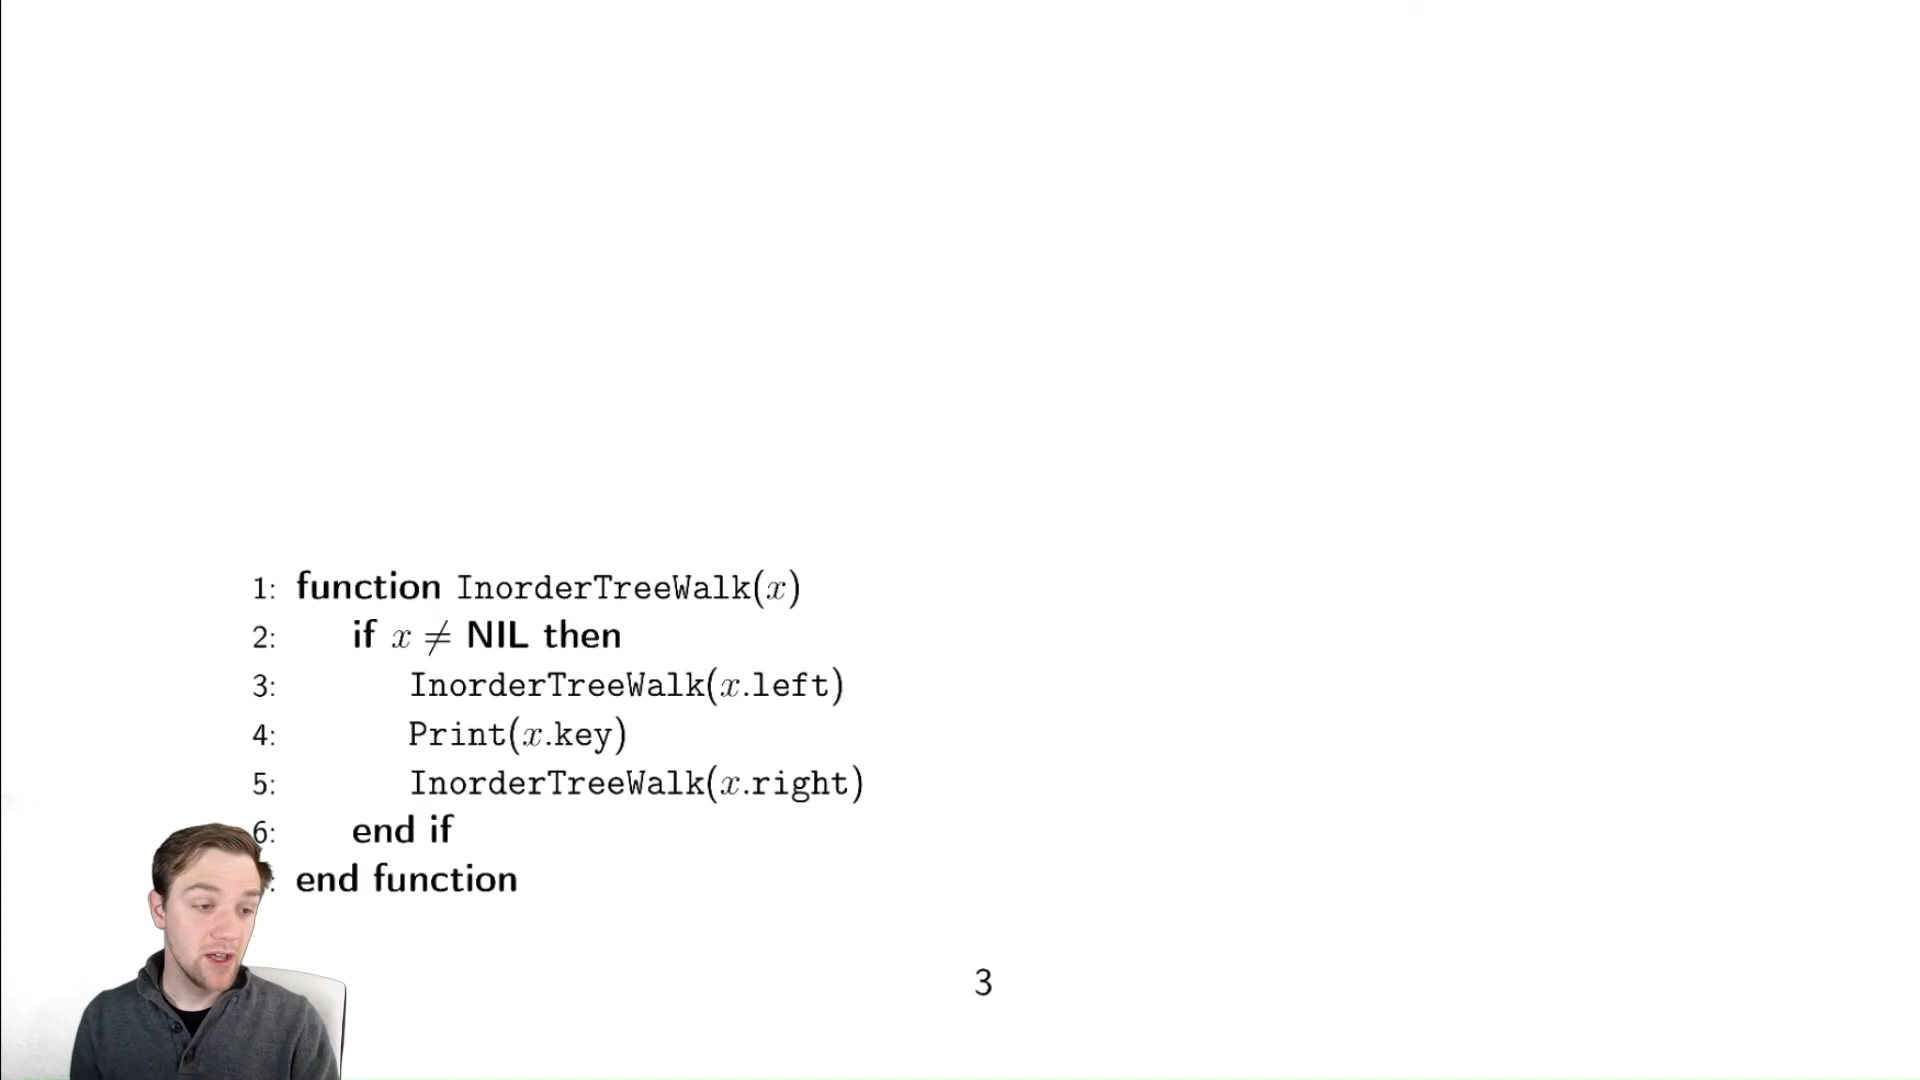 1: function InorderTreeWalk(x)
2: if x ≠ NIL then
3: InorderTreeWalk(x.left)
4: Print(x.key)
5: InorderTreeWalk(x.right)
6: end if
: end function
3